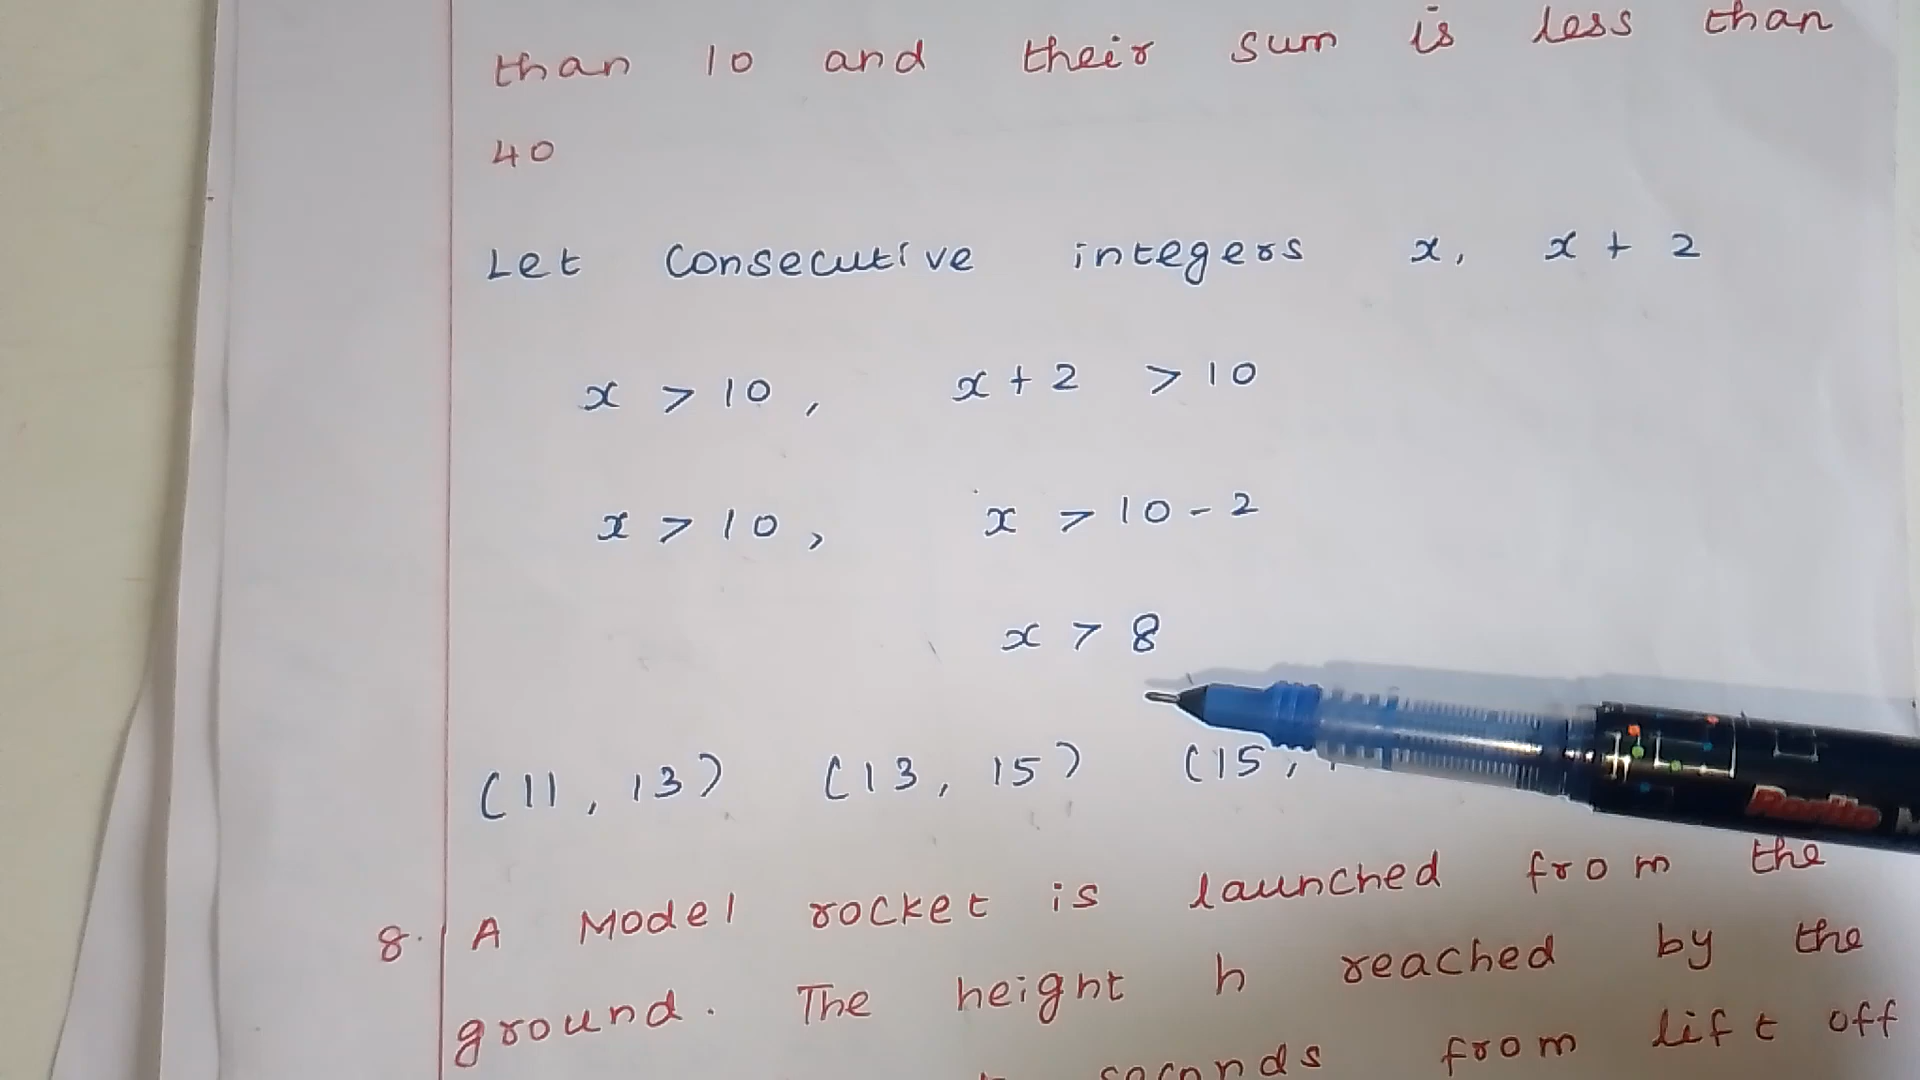 than 10 and their sum is less than
40
Let consecutive integers x, x + 2
x > 10 , x + 2 > 10
x > 10 , x > 10 - 2
x > 8
(11, 13) (13, 15) (15,
8. A Model rocket is launched from the
ground. The height h reached by the
seconds from lift off